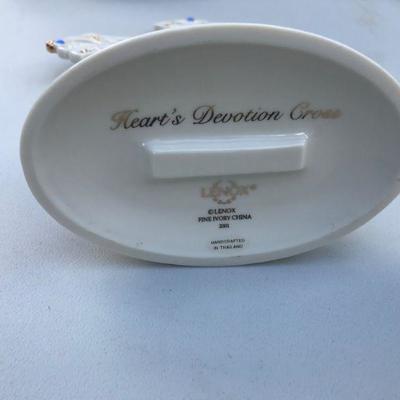 Heart's Devotion Cross
LENOX®
© LENOX
FINE IVORY CHINA
2001
HANDCRAFTED
IN THAILAND